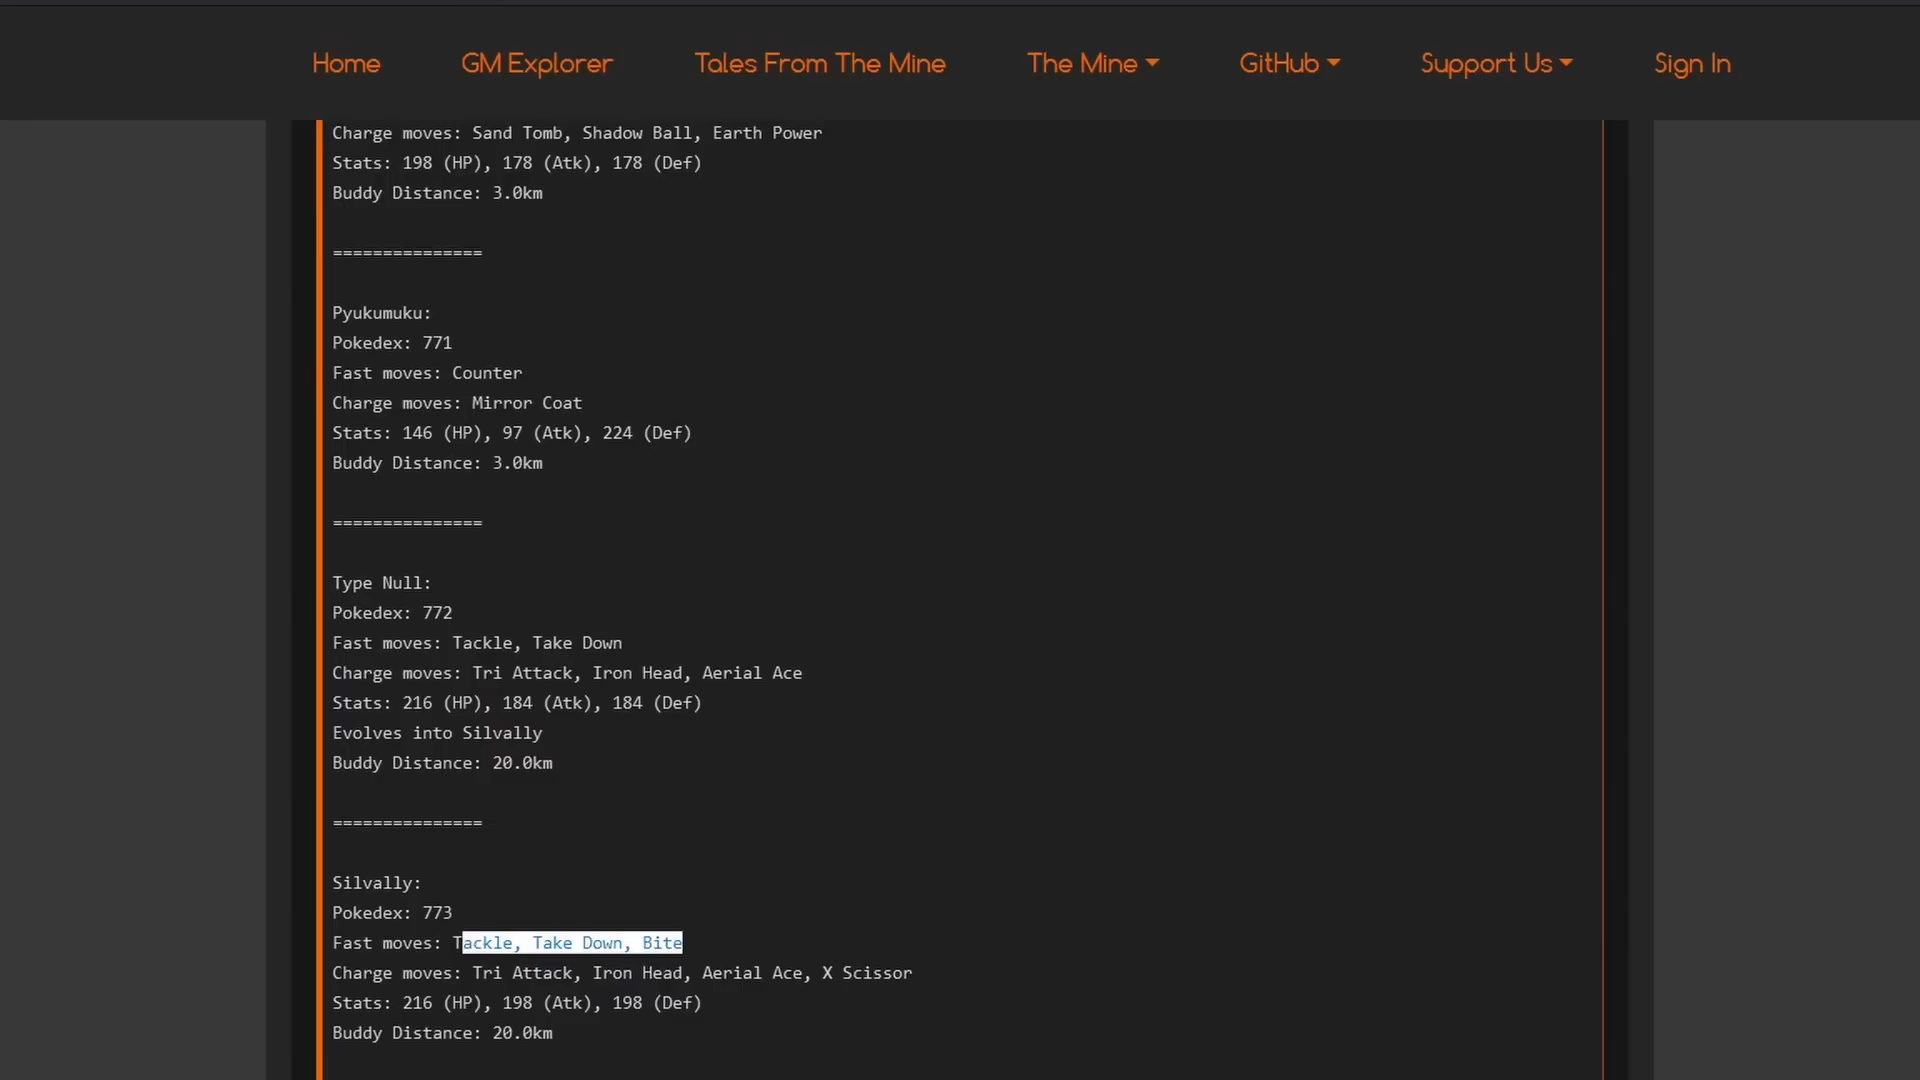 Home GM Explorer Tales From The Mine The Mine GitHub Support Us Sign In
Charge moves: Sand Tomb, Shadow Ball, Earth Power
Stats: 198 (HP), 178 (Atk), 178 (Def)
Buddy Distance: 3.0km
===============
Pyukumuku:
Pokedex: 771
Fast moves: Counter
Charge moves: Mirror Coat
Stats: 146 (HP), 97 (Atk), 224 (Def)
Buddy Distance: 3.0km
===============
Type Null:
Pokedex: 772
Fast moves: Tackle, Take Down
Charge moves: Tri Attack, Iron Head, Aerial Ace
Stats: 216 (HP), 184 (Atk), 184 (Def)
Evolves into Silvally
Buddy Distance: 20.0km
===============
Silvally:
Pokedex: 773
Fast moves: Tackle, Take Down, Bite
Charge moves: Tri Attack, Iron Head, Aerial Ace, X Scissor
Stats: 216 (HP), 198 (Atk), 198 (Def)
Buddy Distance: 20.0km